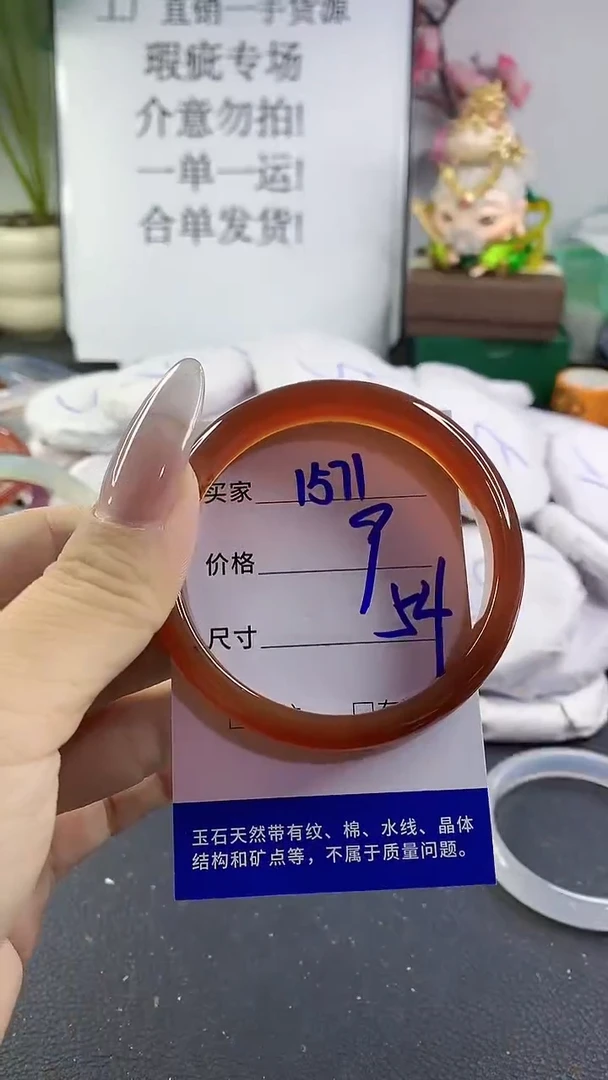 工厂直销一手货源
瑕疵专场
介意勿拍!
一单一运!
合单发货!
买家 1571
价格 9
尺寸 54
玉石天然带有纹、棉、水线、晶体
结构和矿点等，不属于质量问题。